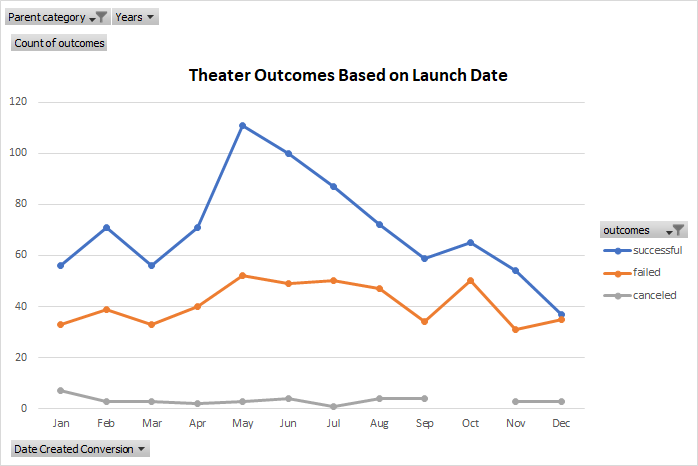 Parent category Years
Count of outcomes
Theater Outcomes Based on Launch Date
120
100
80
60
40
20
0
Jan Feb Mar Apr May Jun Jul Aug Sep Oct Nov Dec
outcomes
successful
failed
canceled
Date Created Conversion